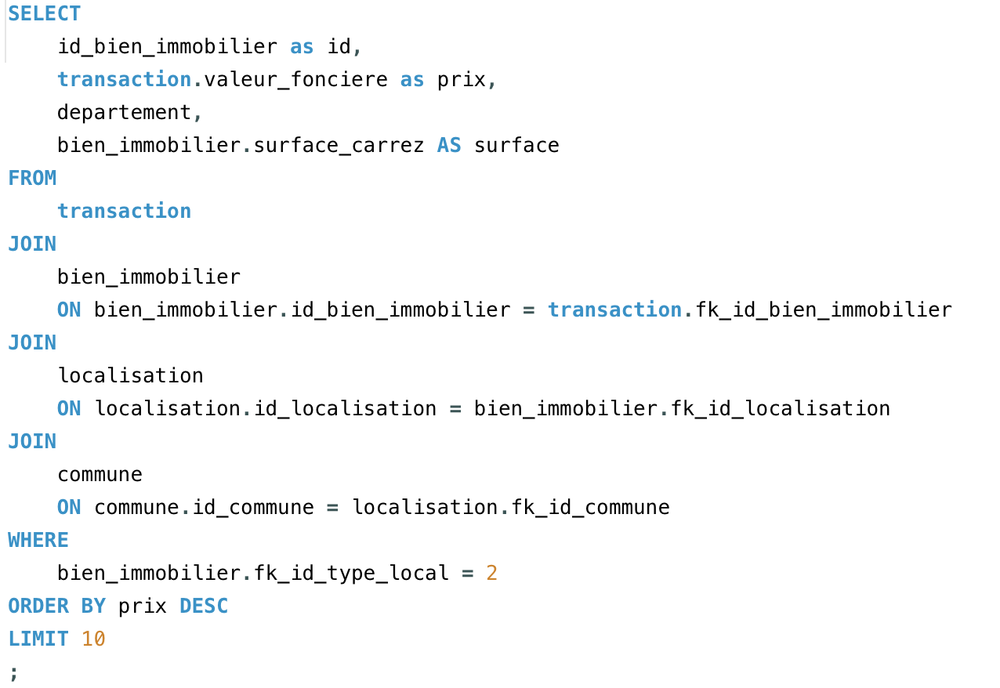 SELECT
    id_bien_immobilier as id,
    transaction.valeur_fonciere as prix,
    departement,
    bien_immobilier.surface_carrez AS surface
FROM
    transaction
JOIN
    bien_immobilier
    ON bien_immobilier.id_bien_immobilier = transaction.fk_id_bien_immobilier
JOIN
    localisation
    ON localisation.id_localisation = bien_immobilier.fk_id_localisation
JOIN
    commune
    ON commune.id_commune = localisation.fk_id_commune
WHERE
    bien_immobilier.fk_id_type_local = 2
ORDER BY prix DESC
LIMIT 10
;